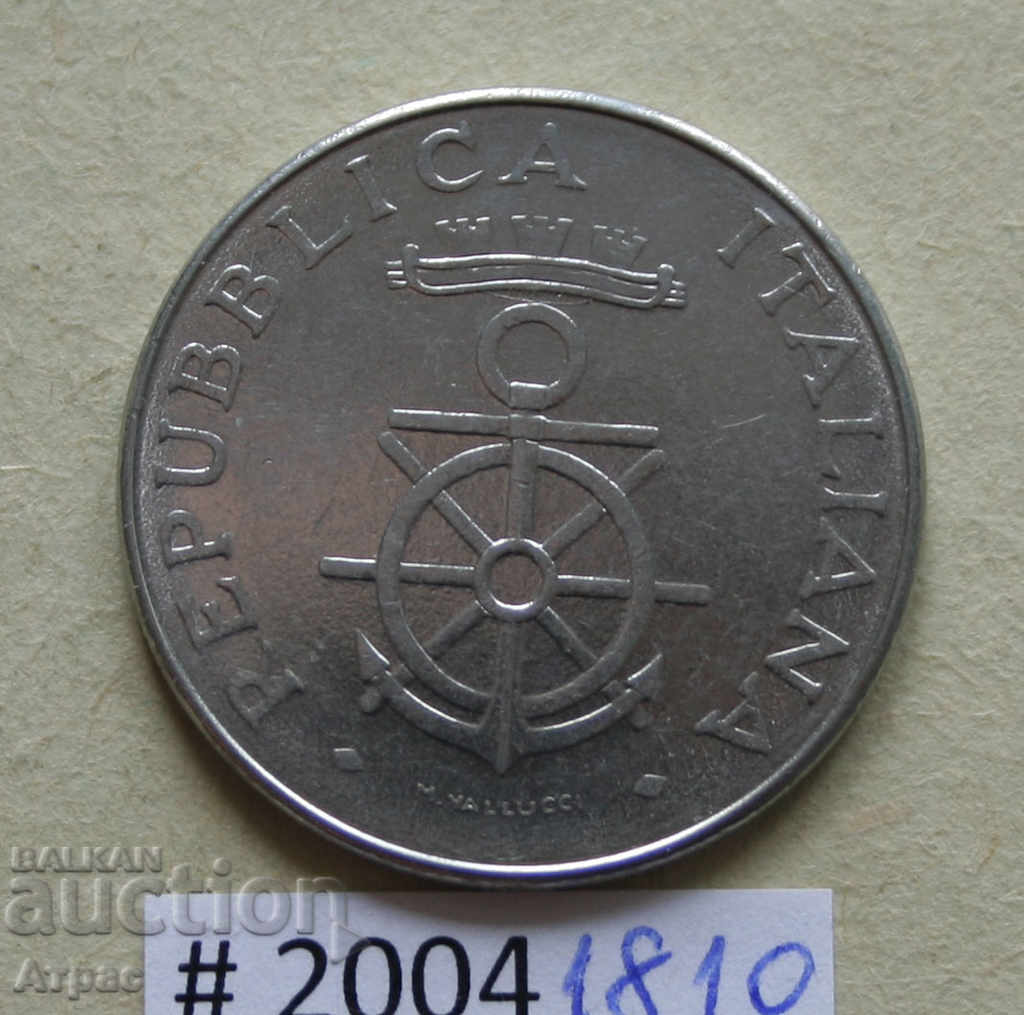 REPUBBLICA ITALIANA
M. VALLUCCI
BALKAN
auction
Атрас
# 2004 1810